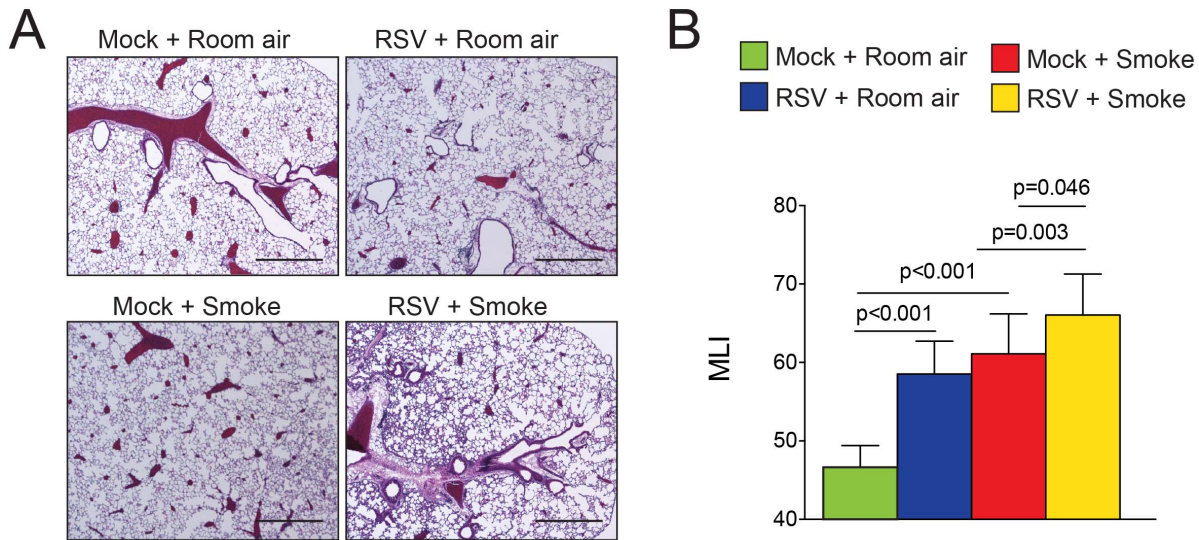 A
Mock + Room air
RSV + Room air
Mock + Smoke
RSV + Smoke
B
Mock + Room air
Mock + Smoke
RSV + Room air
RSV + Smoke
80
p=0.046
p=0.003
70
p<0.001
p<0.001
60
MLI
50
40